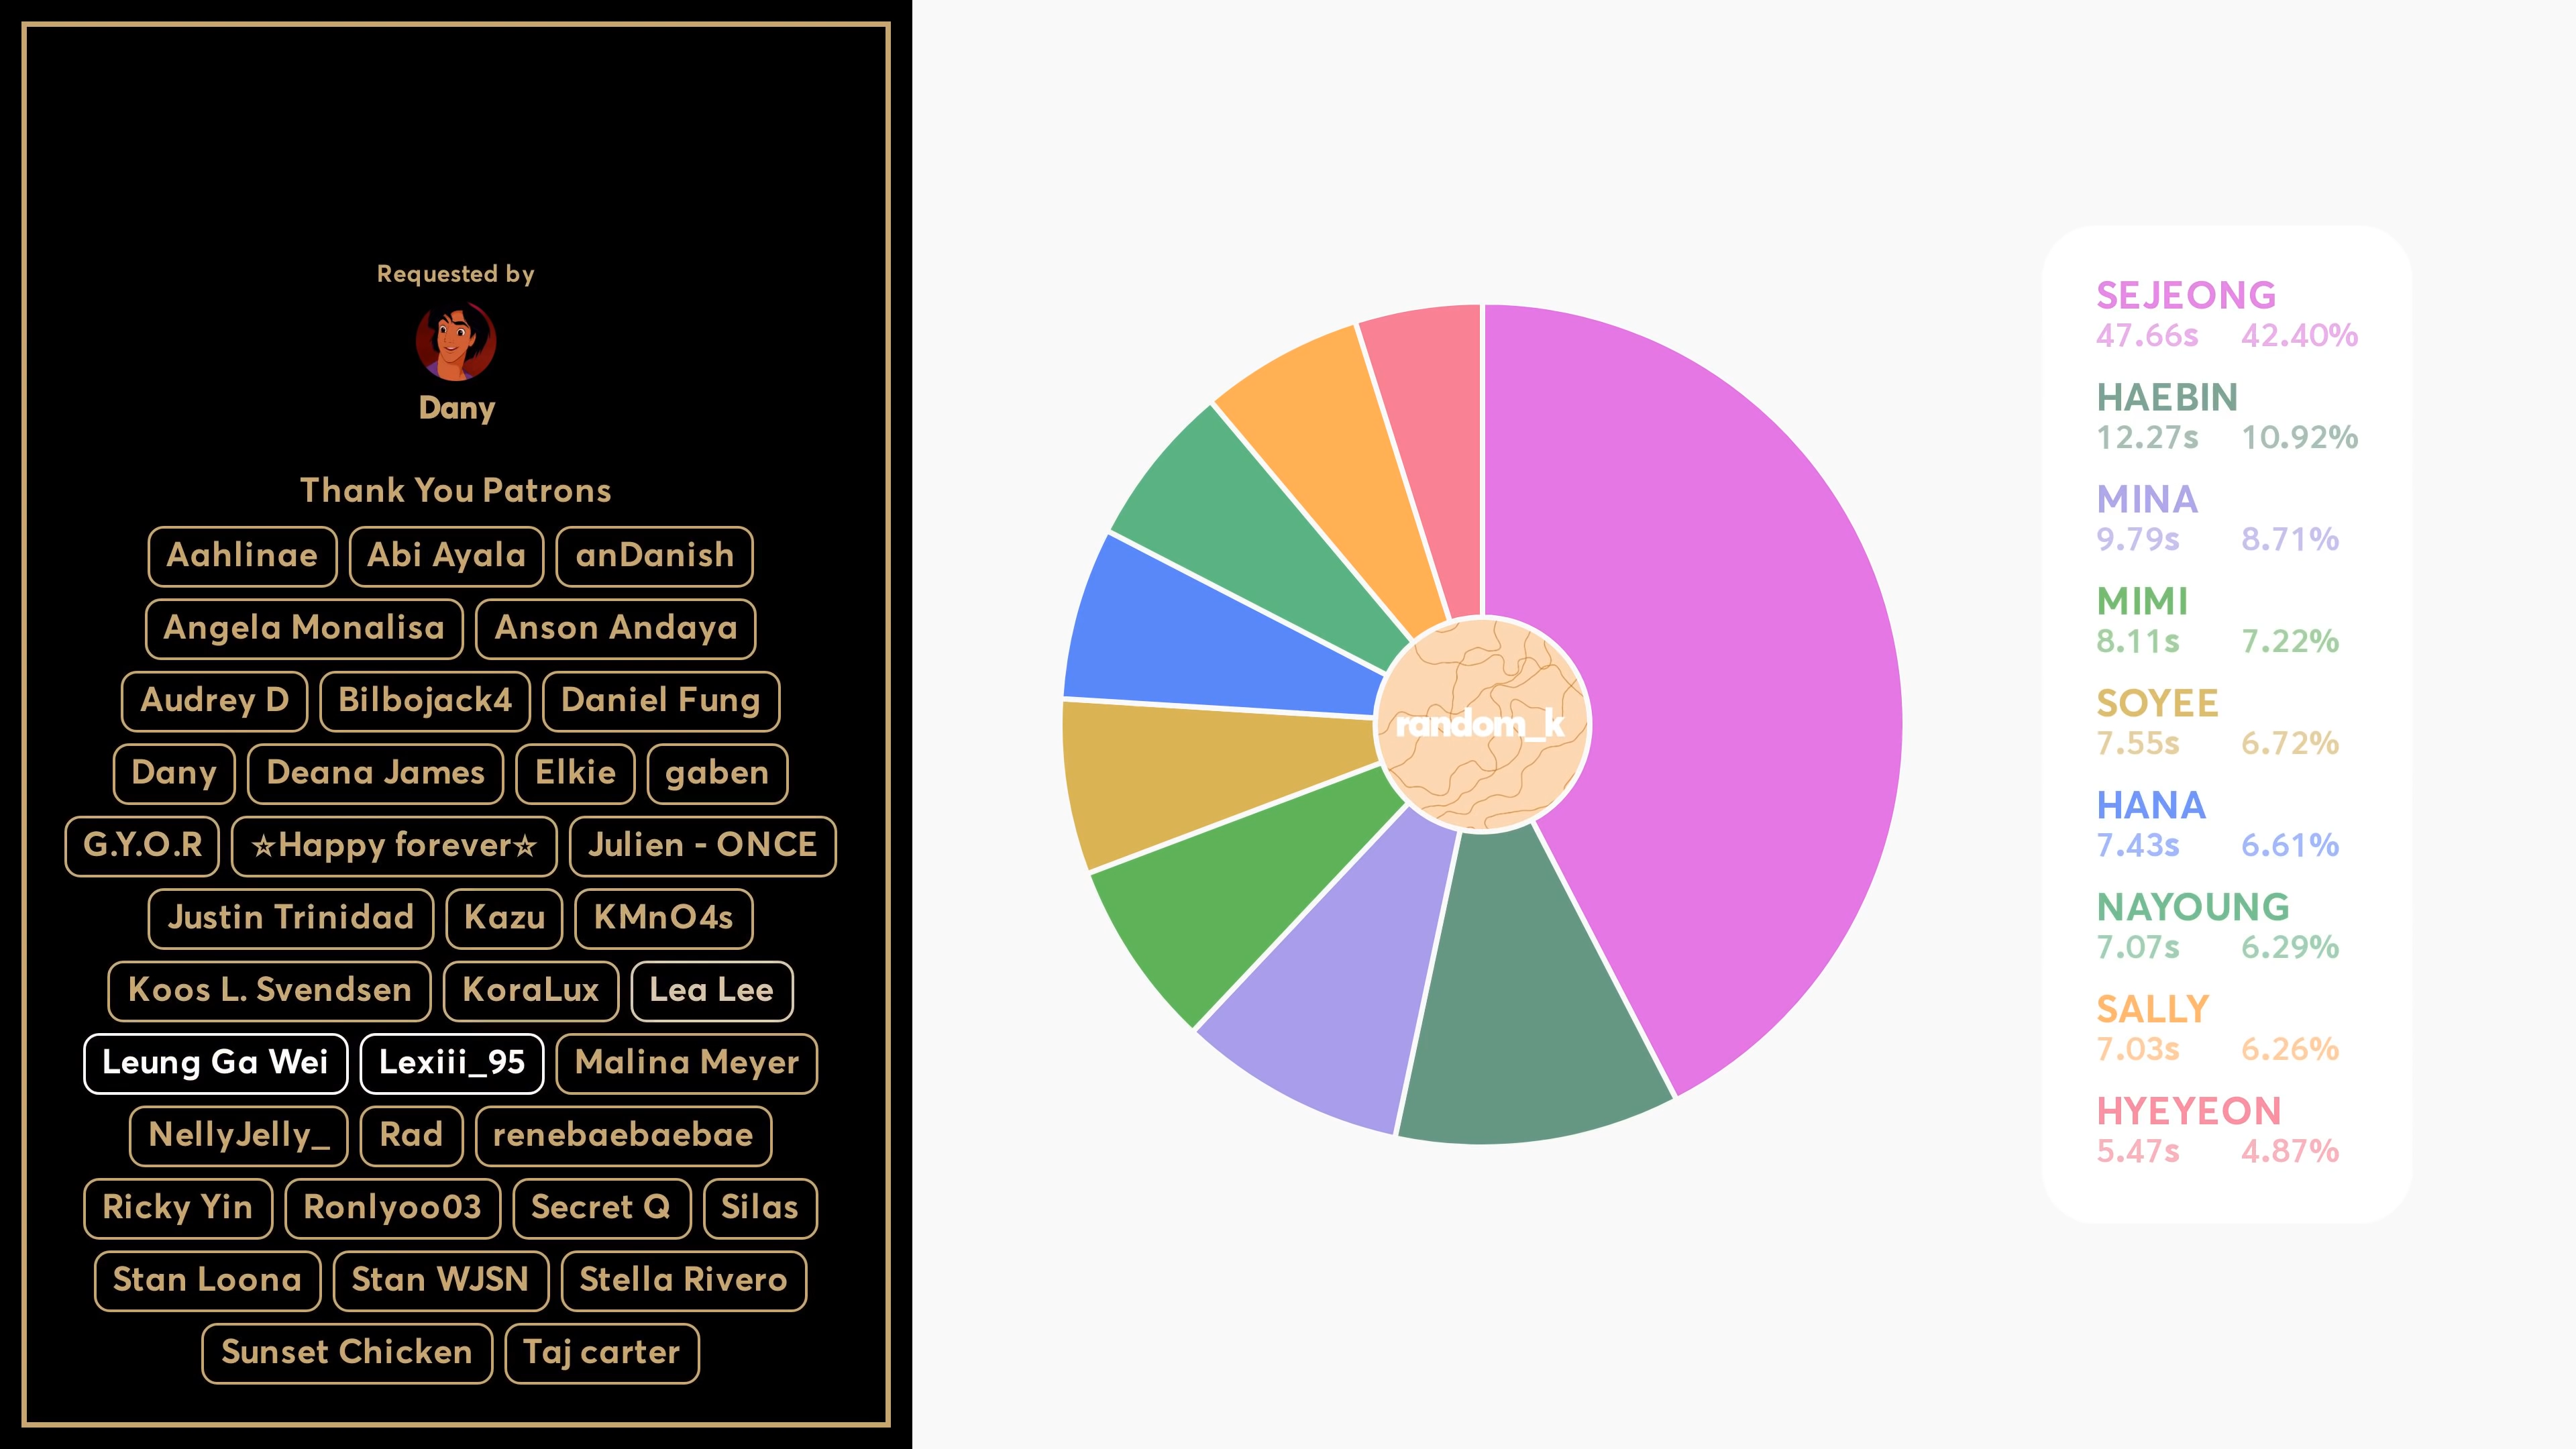 Requested by
Dany
Thank You Patrons
Aahlinae Abi Ayala anDanish
Angela Monalisa Anson Andaya
Audrey D Bilbojack4 Daniel Fung
Dany Deana James Elkie gaben
G.Y.O.R ☆Happy forever☆ Julien - ONCE
Justin Trinidad Kazu KMnO4s
Koos L. Svendsen KoraLux Lea Lee
Leung Ga Wei Lexiii_95 Malina Meyer
NellyJelly_ Rad renebaebaebae
Ricky Yin Ronlyoo03 Secret Q Silas
Stan Loona Stan WJSN Stella Rivero
Sunset Chicken Taj carter
random_k
SEJEONG
47.66s 42.40%
HAEBIN
12.27s 10.92%
MINA
9.79s 8.71%
MIMI
8.11s 7.22%
SOYEE
7.55s 6.72%
HANA
7.43s 6.61%
NAYOUNG
7.07s 6.29%
SALLY
7.03s 6.26%
HYEYEON
5.47s 4.87%